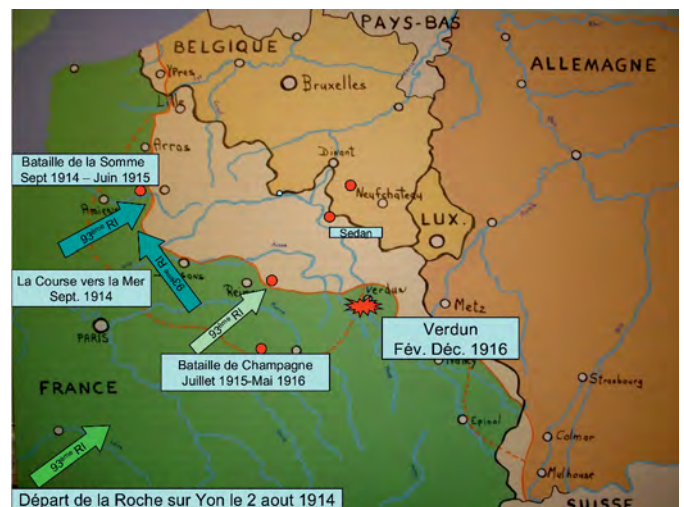 PAYS-BAS
BELGIQUE
ALLEMAGNE
Ypres
Bruxelles
Lille
Arras
Dinant
Bataille de la Somme
Sept 1914 – Juin 1915
Neufchateau
Amiens
LUX.
Sedan
93ème RI
93ème RI
La Course vers la Mer
Sept. 1914
Verdun
Metz
93ème RI
Verdun
Fév. Déc. 1916
PARIS
Bataille de Champagne
Juillet 1915-Mai 1916
Strasbourg
FRANCE
Epinal
Colmar
93ème RI
Mulhouse
Départ de la Roche sur Yon le 2 aout 1914
SUISSE